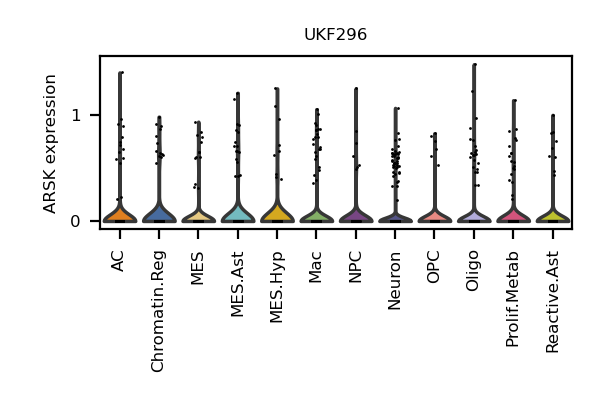 UKF296
ARSK expression
1
0
AC
Chromatin.Reg
MES
MES.Ast
MES.Hyp
Mac
NPC
Neuron
OPC
Oligo
Prolif.Metab
Reactive.Ast